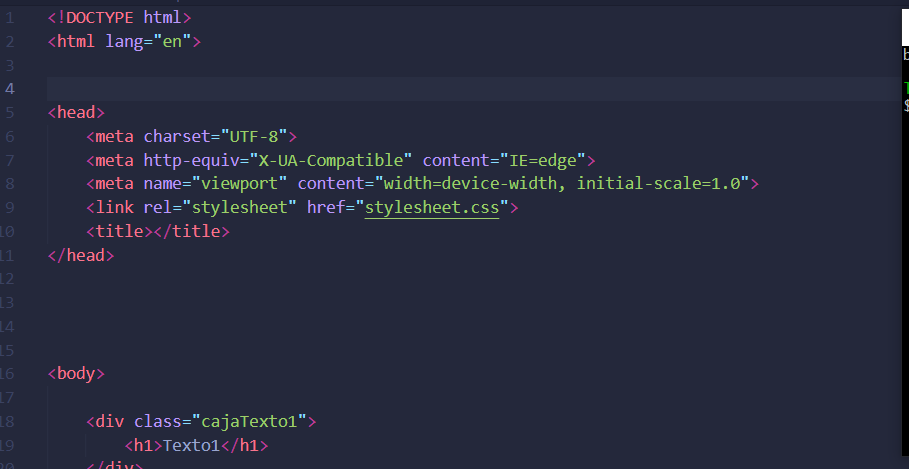 1 <!DOCTYPE html>
2 <html lang="en">
3
4
5 <head>
6 <meta charset="UTF-8">
7 <meta http-equiv="X-UA-Compatible" content="IE=edge">
8 <meta name="viewport" content="width=device-width, initial-scale=1.0">
9 <link rel="stylesheet" href="stylesheet.css">
10 <title></title>
11 </head>
12
13
14
15
16 <body>
17
18 <div class="cajaTexto1">
19 <h1>Texto1</h1>
20 </div>